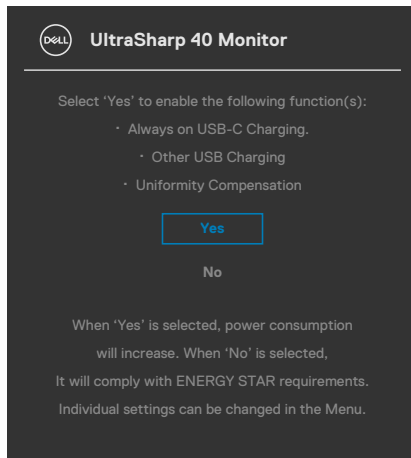 DELL UltraSharp 40 Monitor
Select ‘Yes’ to enable the following function(s):
· Always on USB-C Charging.
· Other USB Charging
· Uniformity Compensation
Yes
No
When ‘Yes’ is selected, power consumption
will increase. When ‘No’ is selected,
It will comply with ENERGY STAR requirements.
Individual settings can be changed in the Menu.